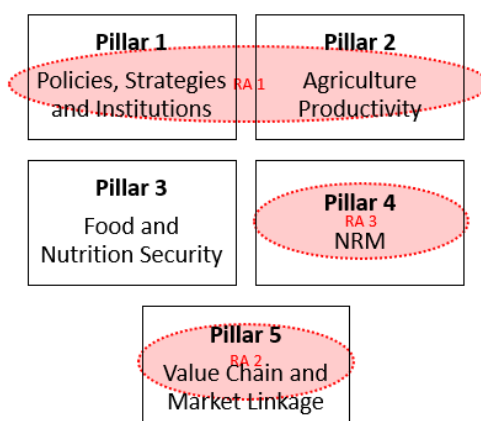 Pillar 1
Policies, Strategies
and Institutions
RA 1
Pillar 2
Agriculture
Productivity
Pillar 3
Food and
Nutrition Security
Pillar 4
RA 3
NRM
Pillar 5
RA 2
Value Chain and
Market Linkage